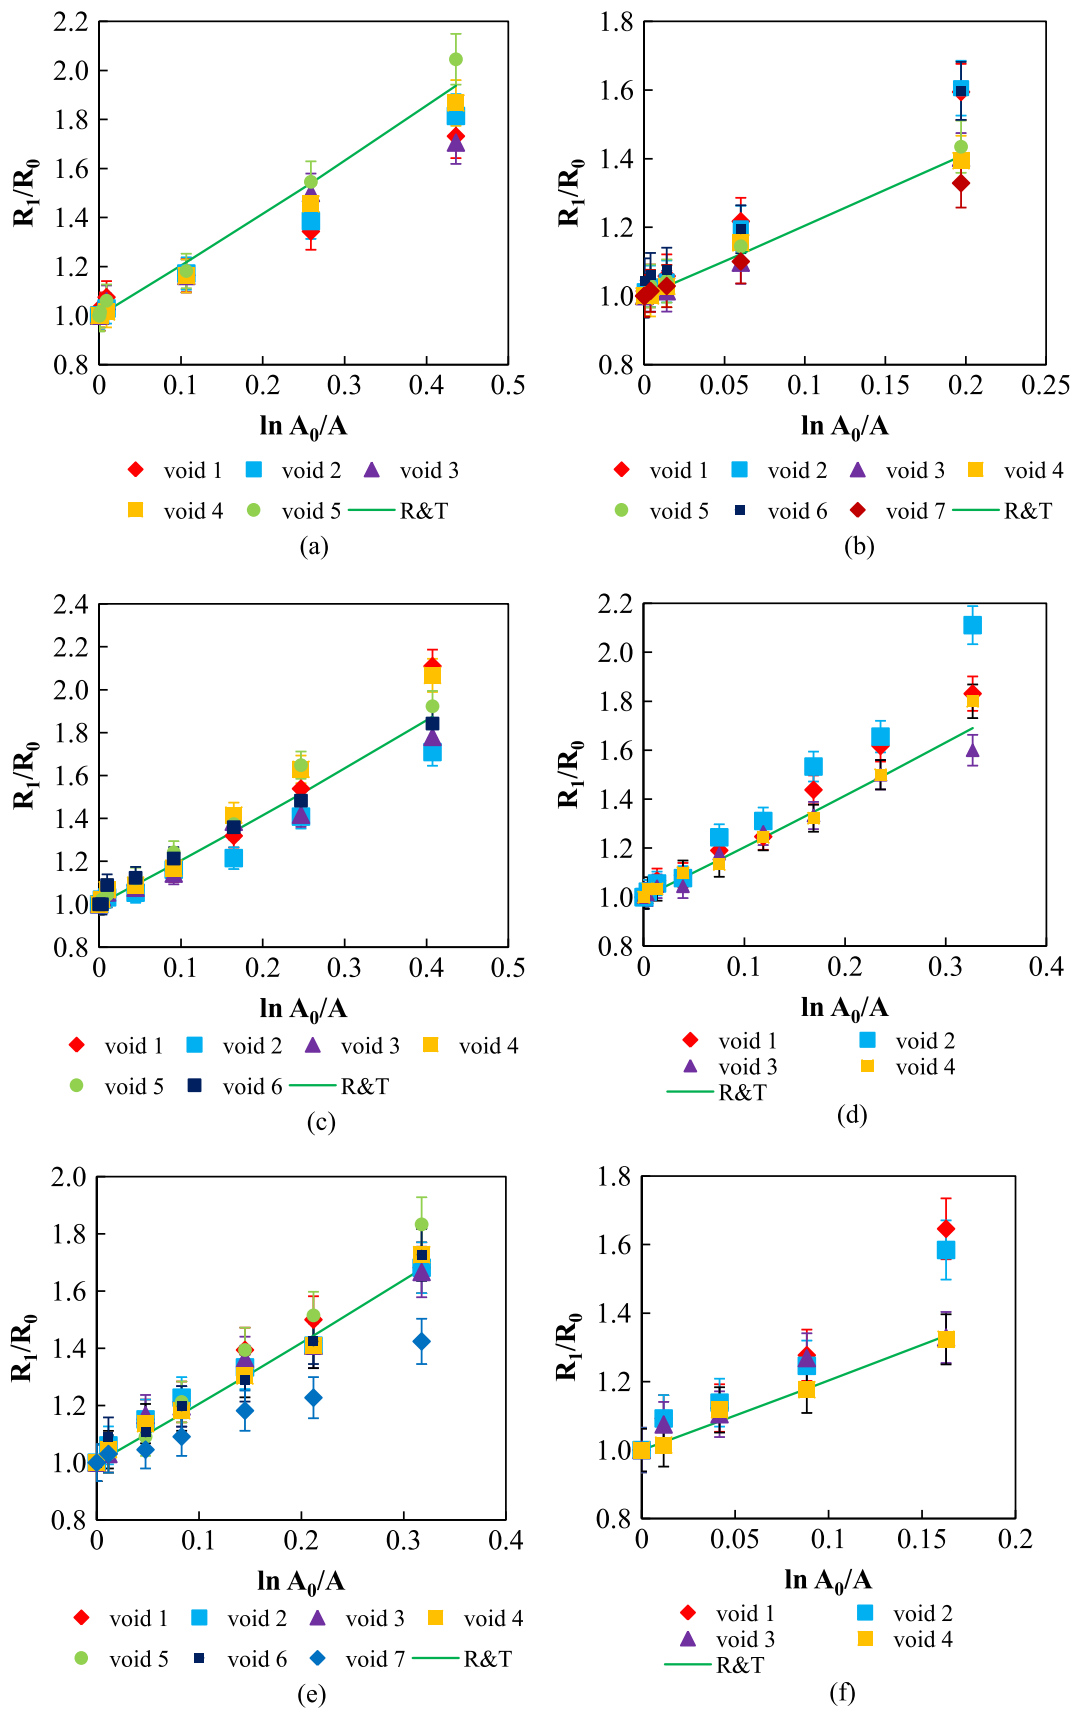 2.2
2.0
1.8
1.6
1.4
1.2
1.0
0.8
R₁/R₀
0 0.1 0.2 0.3 0.4 0.5
ln A₀/A
void 1 void 2 void 3
void 4 void 5 R&T
(a)
1.8
1.6
1.4
1.2
1.0
0.8
R₁/R₀
0 0.05 0.1 0.15 0.2 0.25
ln A₀/A
void 1 void 2 void 3 void 4
void 5 void 6 void 7 R&T
(b)
2.4
2.2
2.0
1.8
1.6
1.4
1.2
1.0
0.8
R₁/R₀
0 0.1 0.2 0.3 0.4 0.5
ln A₀/A
void 1 void 2 void 3 void 4
void 5 void 6 R&T
(c)
2.2
2.0
1.8
1.6
1.4
1.2
1.0
0.8
R₁/R₀
0 0.1 0.2 0.3 0.4
ln A₀/A
void 1 void 2
void 3 void 4
R&T
(d)
2.0
1.8
1.6
1.4
1.2
1.0
0.8
R₁/R₀
0 0.1 0.2 0.3 0.4
ln A₀/A
void 1 void 2 void 3 void 4
void 5 void 6 void 7 R&T
(e)
1.8
1.6
1.4
1.2
1.0
0.8
R₁/R₀
0 0.05 0.1 0.15 0.2
ln A₀/A
void 1 void 2
void 3 void 4
R&T
(f)